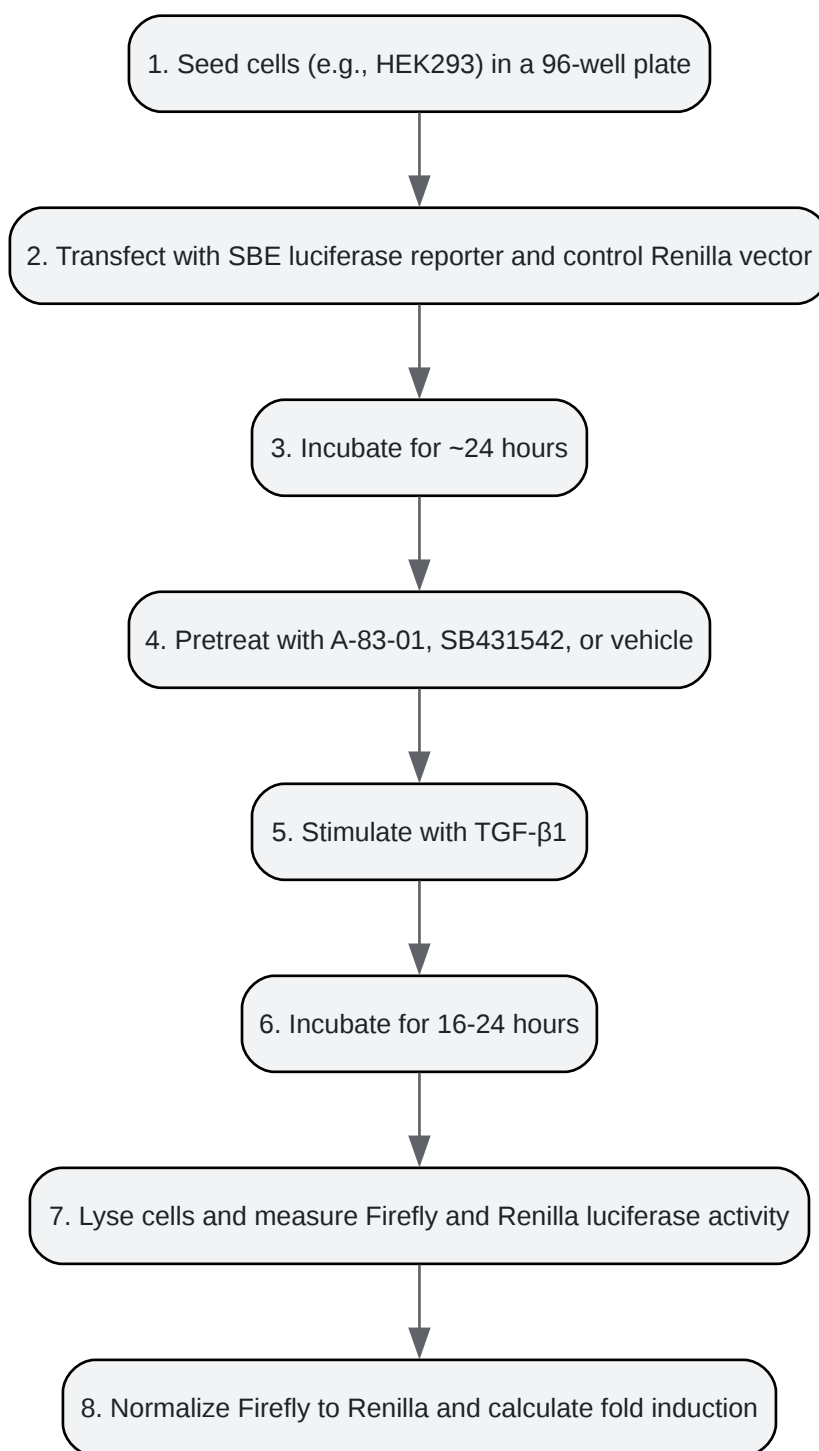 1. Seed cells (e.g., HEK293) in a 96-well plate
2. Transfect with SBE luciferase reporter and control Renilla vector
3. Incubate for ~24 hours
4. Pretreat with A-83-01, SB431542, or vehicle
5. Stimulate with TGF-β1
6. Incubate for 16-24 hours
7. Lyse cells and measure Firefly and Renilla luciferase activity
8. Normalize Firefly to Renilla and calculate fold induction